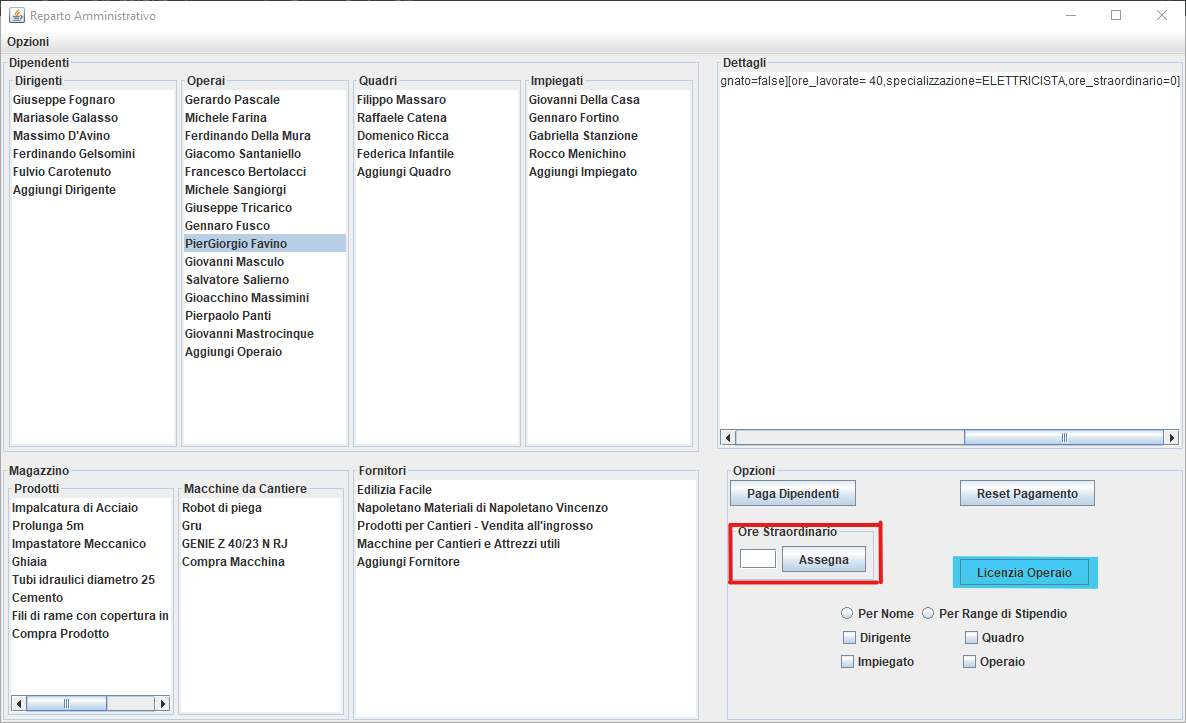 Reparto Amministrativo
Opzioni
Dipendenti
Dirigenti
Giuseppe Fognaro
Mariasole Galasso
Massimo D'Avino
Ferdinando Gelsomini
Fulvio Carotenuto
Aggiungi Dirigente
Operai
Gerardo Pascale
Michele Farina
Ferdinando Della Mura
Giacomo Santaniello
Francesco Bertolacci
Michele Sangiorgi
Giuseppe Tricarico
Gennaro Fusco
PierGiorgio Favino
Giovanni Masculo
Salvatore Salierno
Gioacchino Massimini
Pierpaolo Panti
Giovanni Mastrocinque
Aggiungi Operaio
Quadri
Filippo Massaro
Raffaele Catena
Domenico Ricca
Federica Infantile
Aggiungi Quadro
Impiegati
Giovanni Della Casa
Gennaro Fortino
Gabriella Stanzione
Rocco Menichino
Aggiungi Impiegato
Dettagli
gnato=false][ore_lavorate= 40,specializzazione=ELETTRICISTA,ore_straordinario=0]
Magazzino
Prodotti
Impalcatura di Acciaio
Prolunga 5m
Impastatore Meccanico
Ghiaia
Tubi idraulici diametro 25
Cemento
Fili di rame con copertura in
Compra Prodotto
Macchine da Cantiere
Robot di piega
Gru
GENIE Z 40/23 N RJ
Compra Macchina
Fornitori
Edilizia Facile
Napoletano Materiali di Napoletano Vincenzo
Prodotti per Cantieri - Vendita all'ingrosso
Macchine per Cantieri e Attrezzi utili
Aggiungi Fornitore
Opzioni
Paga Dipendenti
Reset Pagamento
Ore Straordinario
Assegna
Licenzia Operaio
Per Nome
Per Range di Stipendio
Dirigente
Quadro
Impiegato
Operaio